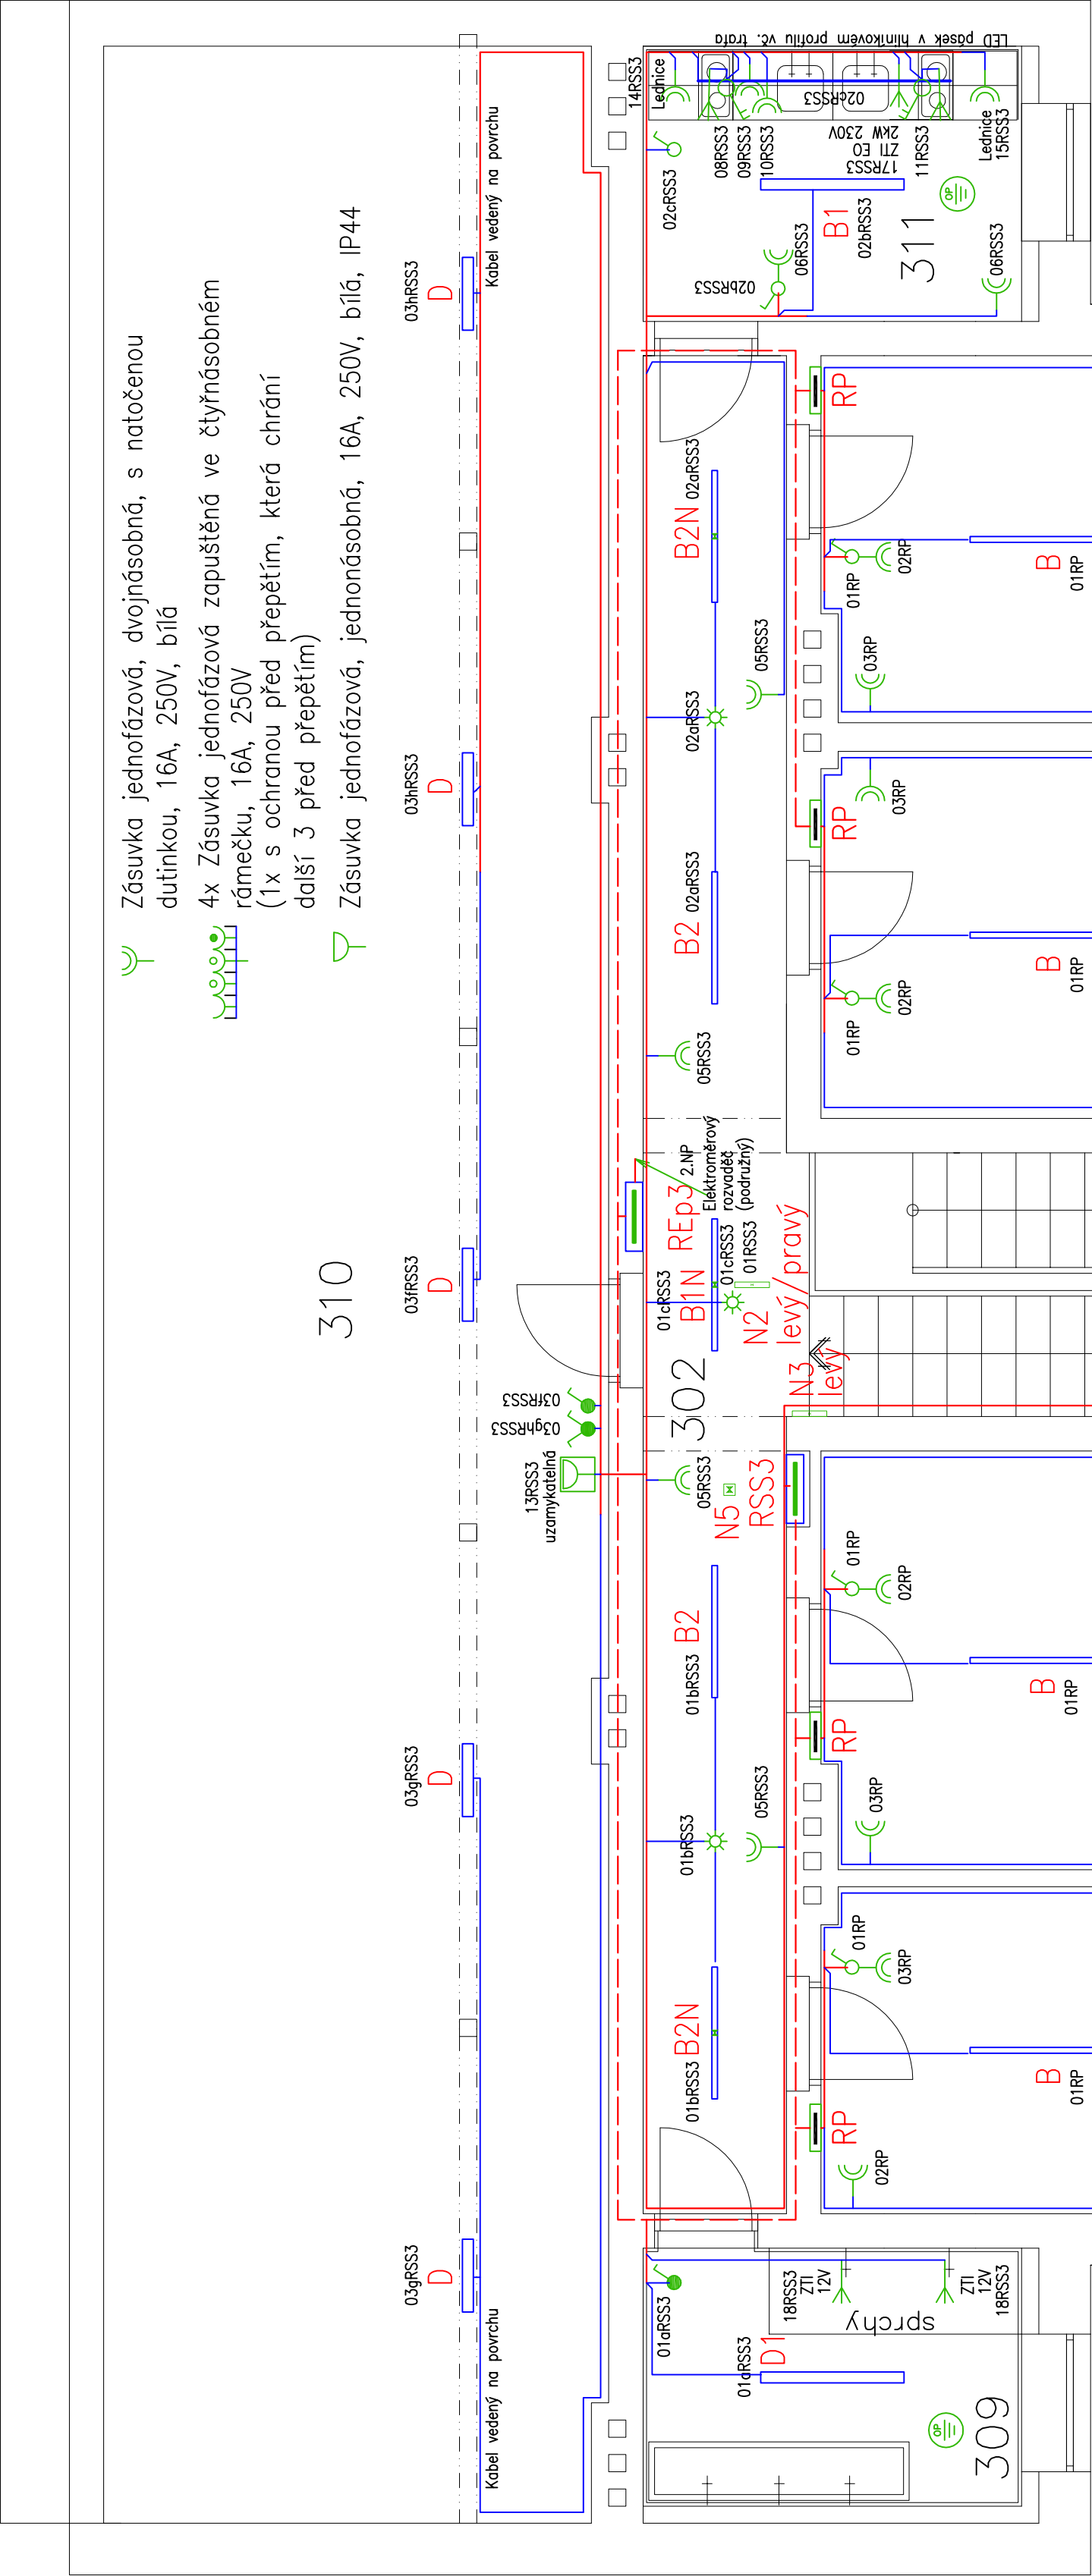 Zásuvka jednofázová, dvojnásobná, s natočenou
dutinkou, 16A, 250V, bílá
4x Zásuvka jednofázová zapuštěná ve čtyřnásobném
rámečku, 16A, 250V
(1x s ochranou před přepětím, která chrání
další 3 před přepětím)
Zásuvka jednofázová, jednonásobná, 16A, 250V, bílá, IP44
310
03gRSS3
D
03gRSS3
D
03fRSS3
D
03hRSS3
D
03hRSS3
D
Kabel vedený na povrchu
Kabel vedený na povrchu
13RSS3
uzamykatelná
03ghRSS3
03fRSS3
14RSS3
Lednice
LED pásek v hliníkovém profilu vč. trafa
02cRSS3
08RSS3
09RSS3
10RSS3
02cRSS3
17RSS3
ZTI EO
2kW 230V
11RSS3
Lednice
15RSS3
02bRSS3
06RSS3
B1
02bRSS3
311
OP
06RSS3
B2N
02aRSS3
02aRSS3
05RSS3
B2
02aRSS3
05RSS3
REp3
2.NP
Elektroměrový
rozvaděč
(podružný)
01cRSS3
B1N
01cRSS3
01RSS3
N2
levý/pravý
N3
levý
302
05RSS3
N5
RSS3
B2
01bRSS3
01bRSS3
05RSS3
B2N
01bRSS3
RP
01RP
02RP
03RP
B
01RP
RP
03RP
01RP
02RP
B
01RP
01RP
02RP
RP
03RP
B
01RP
01RP
03RP
RP
02RP
B
01RP
01aRSS3
01aRSS3
D1
18RSS3
ZTI
12V
ZTI
12V
18RSS3
sprchy
OP
309